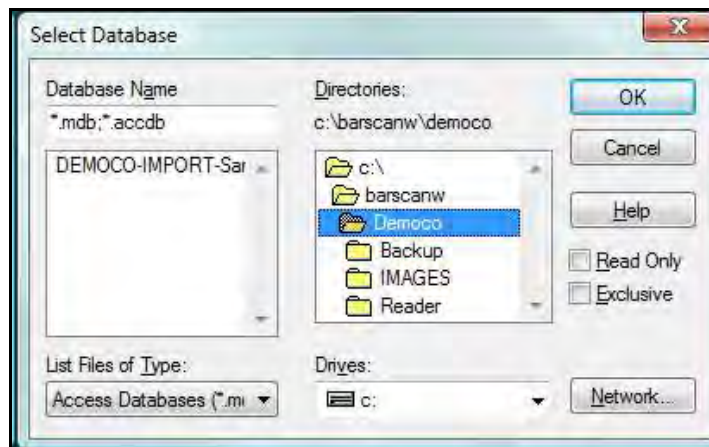 Select Database
Database Name
*.mdb;*.accdb
DEMOCO-IMPORT-Sar
Directories:
c:\barscanw\democo
c:\
barscanw
Democo
Backup
IMAGES
Reader
OK
Cancel
Help
Read Only
Exclusive
List Files of Type:
Access Databases (*.m
Drives:
c:
Network...